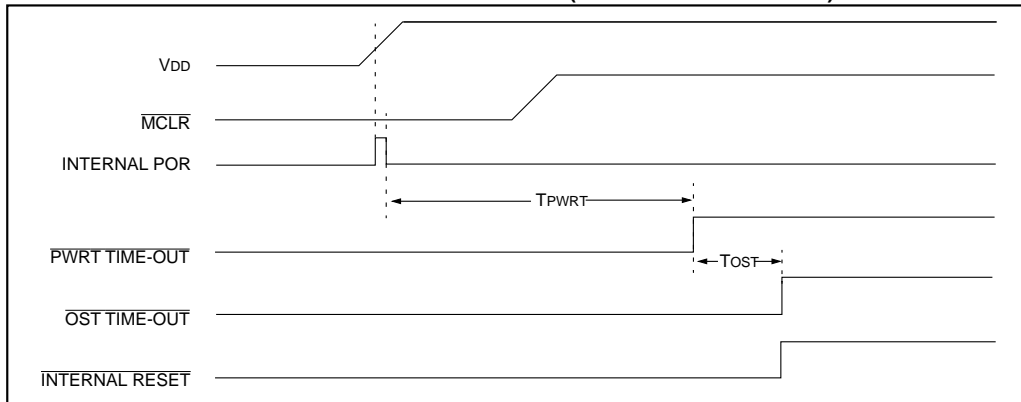 VDD
MCLR
INTERNAL POR
TPWRT
PWRT TIME-OUT
TOST
OST TIME-OUT
INTERNAL RESET